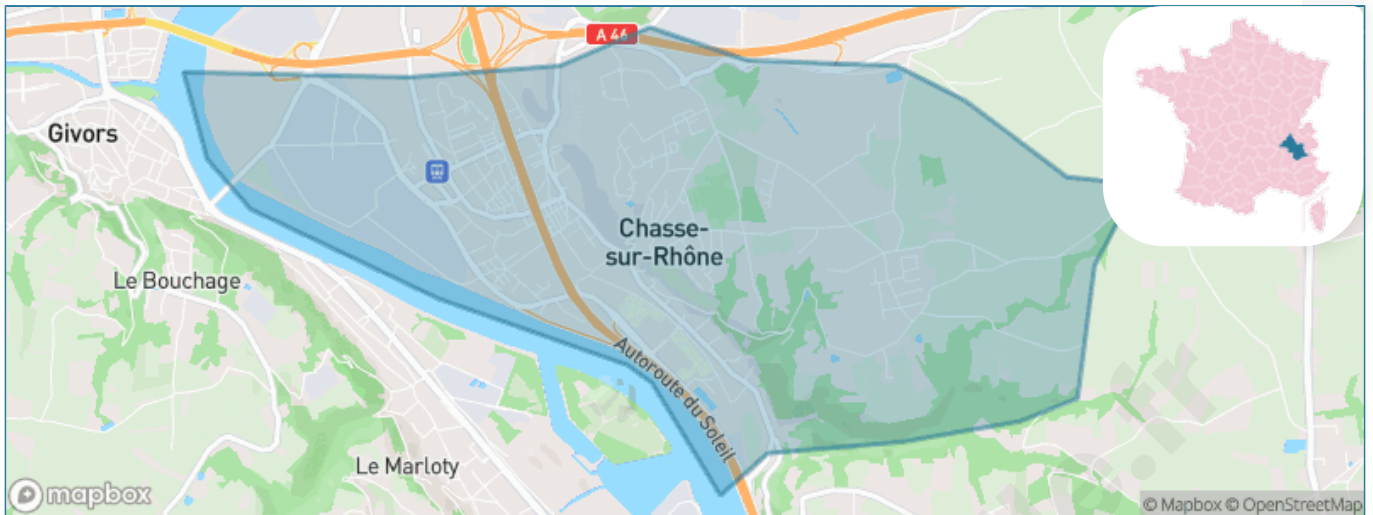 A 46
Givors
Chasse-
sur-Rhône
Le Bouchage
Autoroute du Soleil
Le Marloty
mapbox
© Mapbox © OpenStreetMap